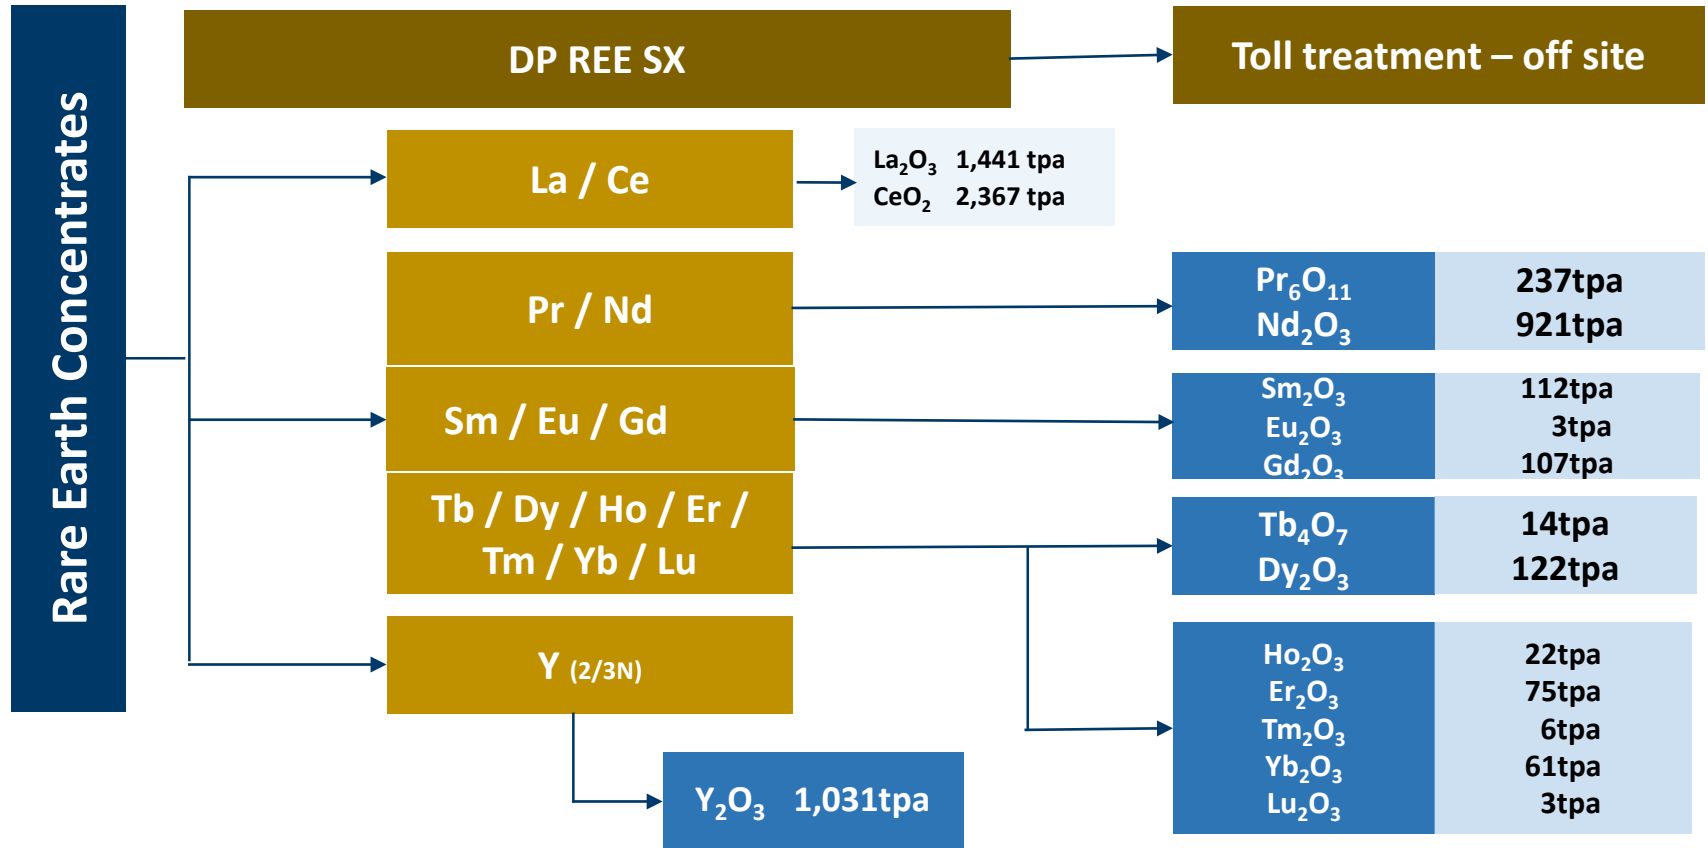 Rare Earth Concentrates
DP REE SX
Toll treatment – off site
La / Ce
La₂O₃ 1,441 tpa
CeO₂ 2,367 tpa
Pr / Nd
Pr₆O₁₁ 237tpa
Nd₂O₃ 921tpa
Sm / Eu / Gd
Sm₂O₃ 112tpa
Eu₂O₃ 3tpa
Gd₂O₃ 107tpa
Tb / Dy / Ho / Er /
Tm / Yb / Lu
Tb₄O₇ 14tpa
Dy₂O₃ 122tpa
Ho₂O₃ 22tpa
Er₂O₃ 75tpa
Tm₂O₃ 6tpa
Yb₂O₃ 61tpa
Lu₂O₃ 3tpa
Y (2/3N)
Y₂O₃ 1,031tpa